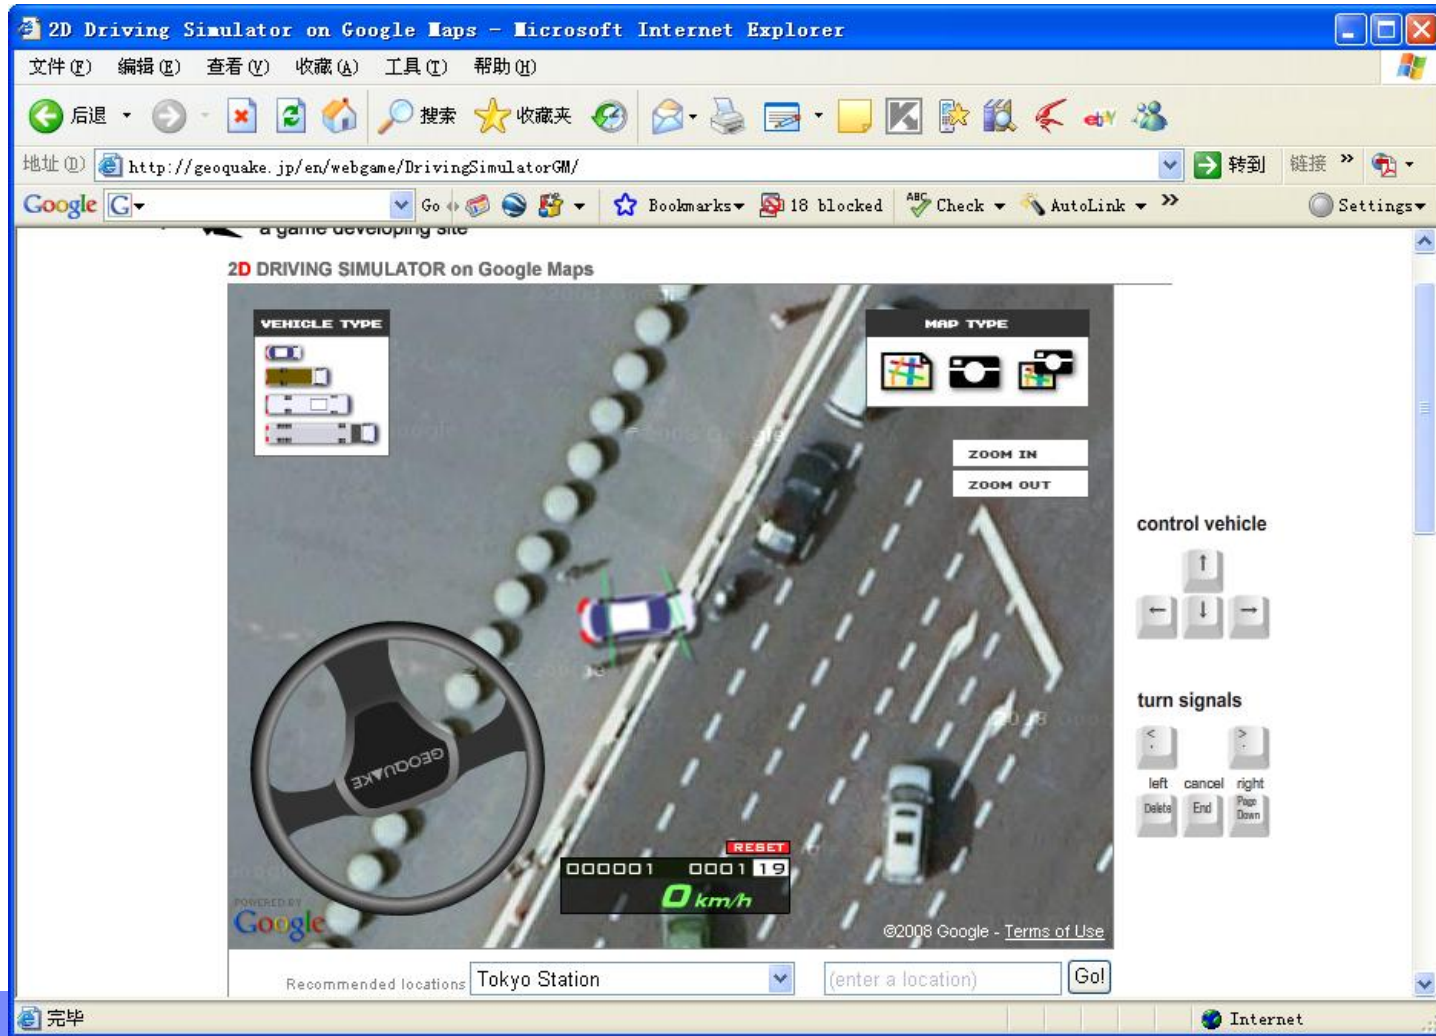 2D Driving Simulator on Google Maps - Microsoft Internet Explorer
文件(F) 编辑(E) 查看(V) 收藏(A) 工具(T) 帮助(H)
后退 搜索 收藏夹 ebY
地址(D) http://geoquake.jp/en/webgame/DrivingSimulatorGM/ 转到 链接 »
Google G Go Bookmarks 18 blocked ABC Check AutoLink » Settings
a game developing site
2D DRIVING SIMULATOR on Google Maps
VEHICLE TYPE
MAP TYPE
ZOOM IN
ZOOM OUT
control vehicle
↑
← ↓ →
turn signals
< >
. .
left cancel right
Delete End Page Down
GEOQUAKE
RESET
000001 0001 19
0 km/h
POWERED BY
Google
©2008 Google - Terms of Use
Recommended locations Tokyo Station (enter a location) Go!
完毕 Internet